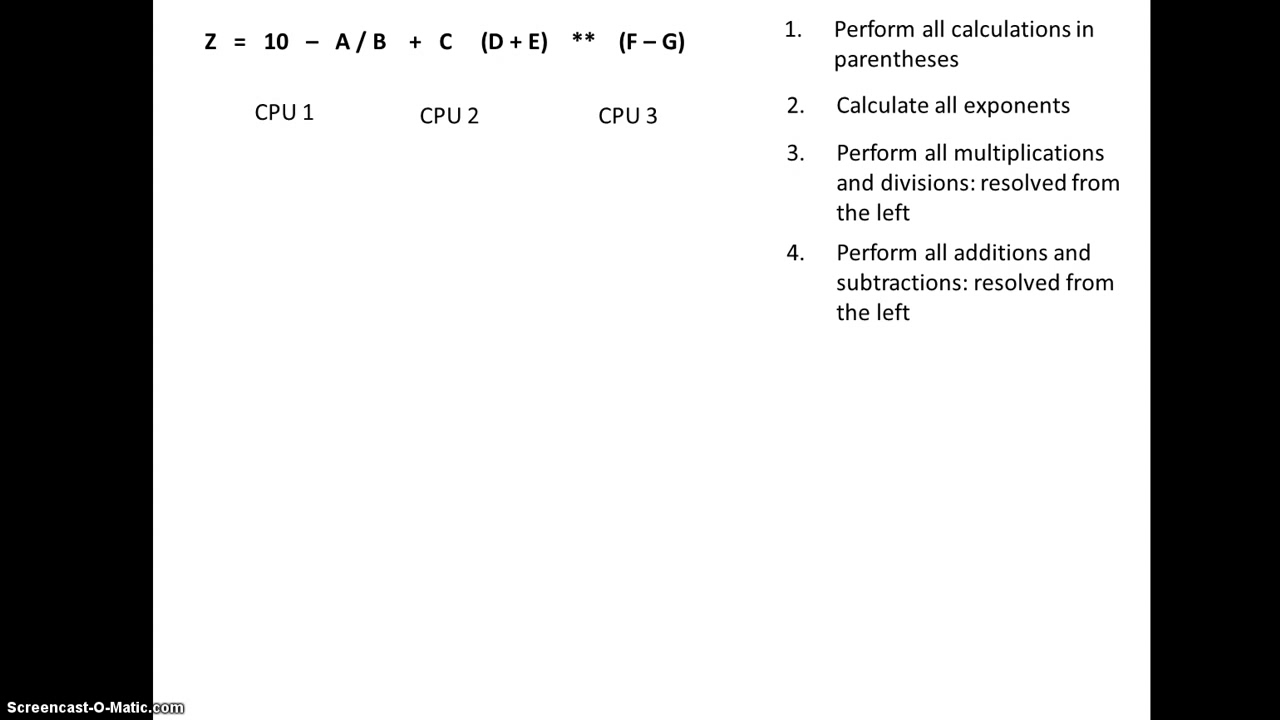 Z = 10 – A / B + C (D + E) ** (F – G)
CPU 1 CPU 2 CPU 3
1. Perform all calculations in
parentheses
2. Calculate all exponents
3. Perform all multiplications
and divisions: resolved from
the left
4. Perform all additions and
subtractions: resolved from
the left
Screencast-O-Matic.com